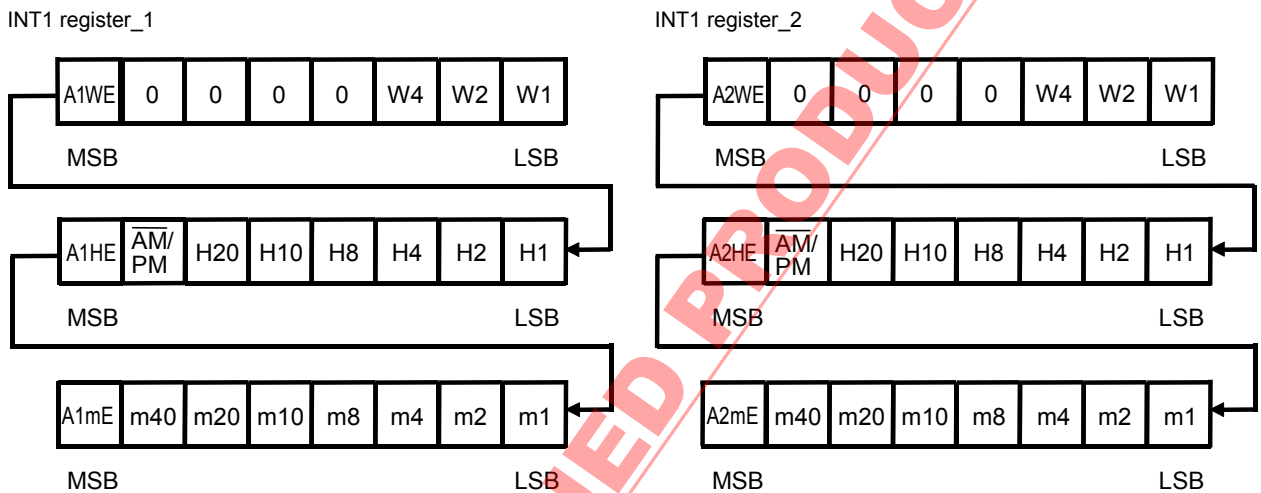 INT1 register_1
A1WE 0 0 0 0 W4 W2 W1
MSB LSB
A1HE AM/PM H20 H10 H8 H4 H2 H1
MSB LSB
A1mE m40 m20 m10 m8 m4 m2 m1
MSB LSB
INT1 register_2
A2WE 0 0 0 0 W4 W2 W1
MSB LSB
A2HE AM/PM H20 H10 H8 H4 H2 H1
MSB LSB
A2mE m40 m20 m10 m8 m4 m2 m1
MSB LSB
NED PRODUC